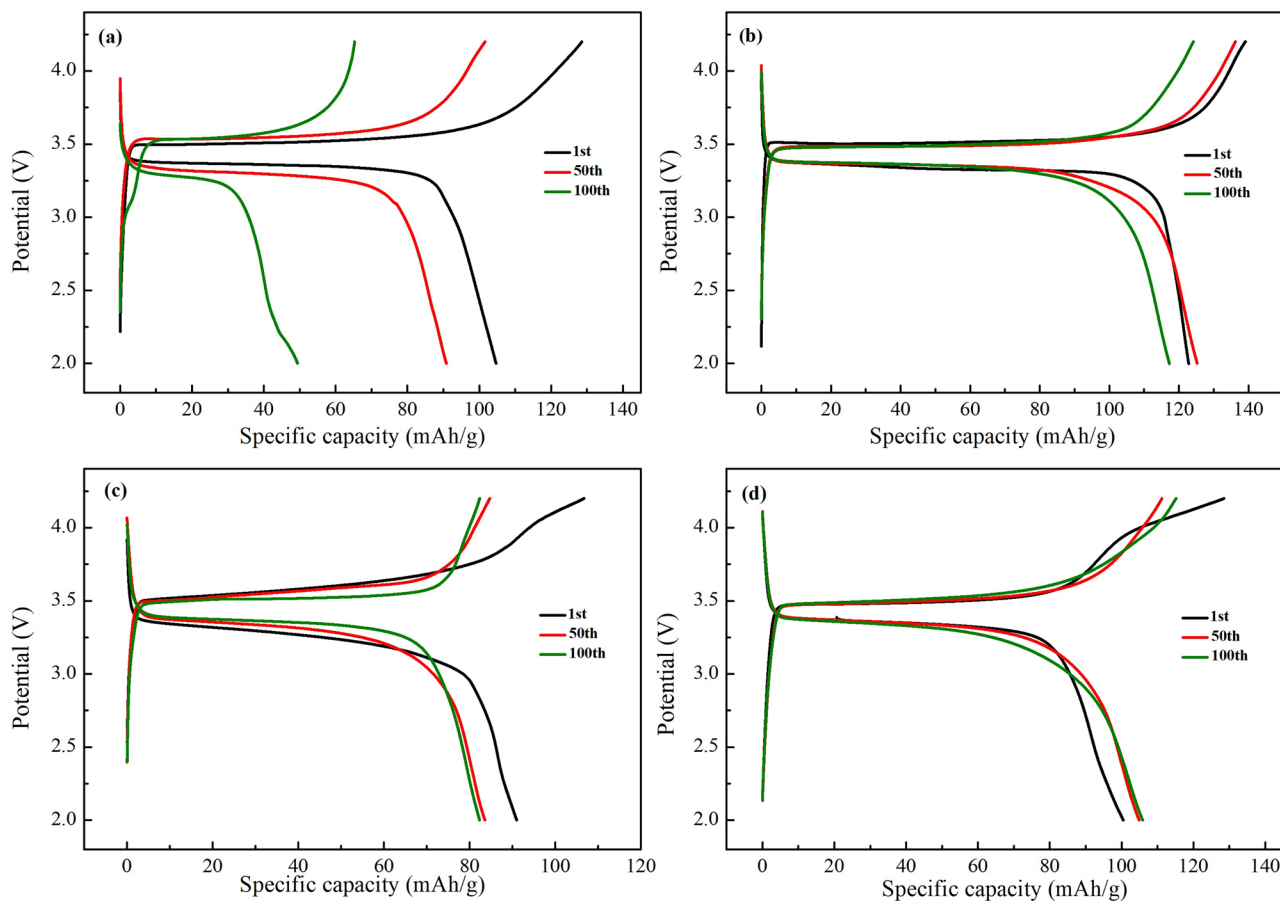 (a)
Potential (V)
4.0
3.5
3.0
2.5
2.0
1st
50th
100th
0 20 40 60 80 100 120 140
Specific capacity (mAh/g)
(b)
Potential (V)
4.0
3.5
3.0
2.5
2.0
1st
50th
100th
0 20 40 60 80 100 120 140
Specific capacity (mAh/g)
(c)
Potential (V)
4.0
3.5
3.0
2.5
2.0
1st
50th
100th
0 20 40 60 80 100 120
Specific capacity (mAh/g)
(d)
Potential (V)
4.0
3.5
3.0
2.5
2.0
1st
50th
100th
0 20 40 60 80 100 120 140
Specific capacity (mAh/g)